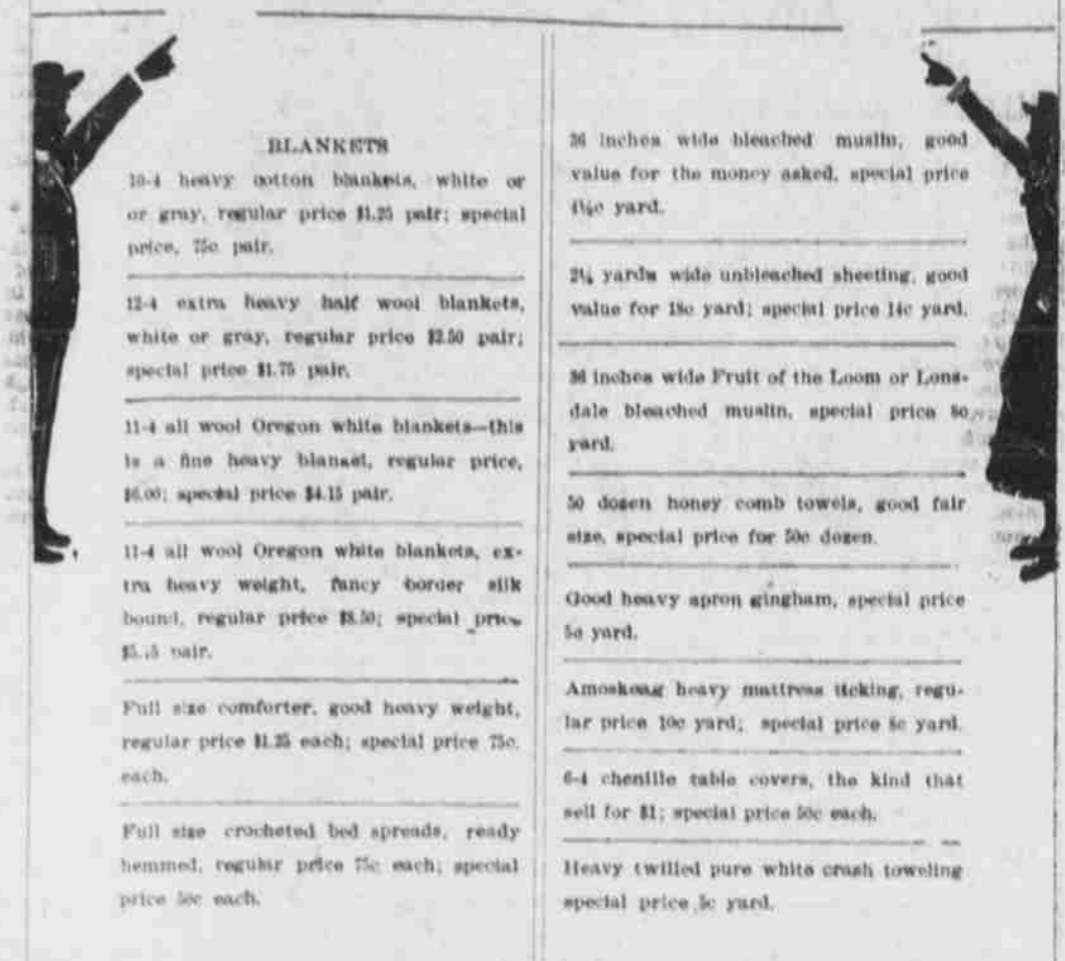 BLANKETS
10-4 heavy cotton blankets, white or
or gray, regular price $1.25 pair; special
price, 75c pair.
12-4 extra heavy half wool blankets,
white or gray, regular price $2.50 pair;
special price $1.75 pair.
11-4 all wool Oregon white blankets—this
is a fine heavy blanset, regular price,
$6.00; special price $4.15 pair.
11-4 all wool Oregon white blankets, ex-
tra heavy weight, fancy border silk
bound, regular price $8.50; special price
pair.
Full size comforter, good heavy weight,
regular price $1.25 each; special price 75c.
each.
Full size crocheted bed spreads, ready
hemmed, regular price 75c each; special
price 50c each.
36 inches wide bleached muslin, good
value for the money asked, special price
4½c yard.
2¼ yards wide unbleached sheeting, good
value for 18c yard; special price 14c yard.
36 inches wide Fruit of the Loom or Lons-
dale bleached muslin, special price 8c
yard.
50 dozen honey comb towels, good fair
size, special price for 50c dozen.
Good heavy apron gingham, special price
5c yard.
Amoskeag heavy mattress ticking, regu-
lar price 10c yard; special price yard.
6-4 chenille table covers, the kind that
sell for $1; special price 50c each.
Heavy twilled pure white crash toweling
special price 5c yard.